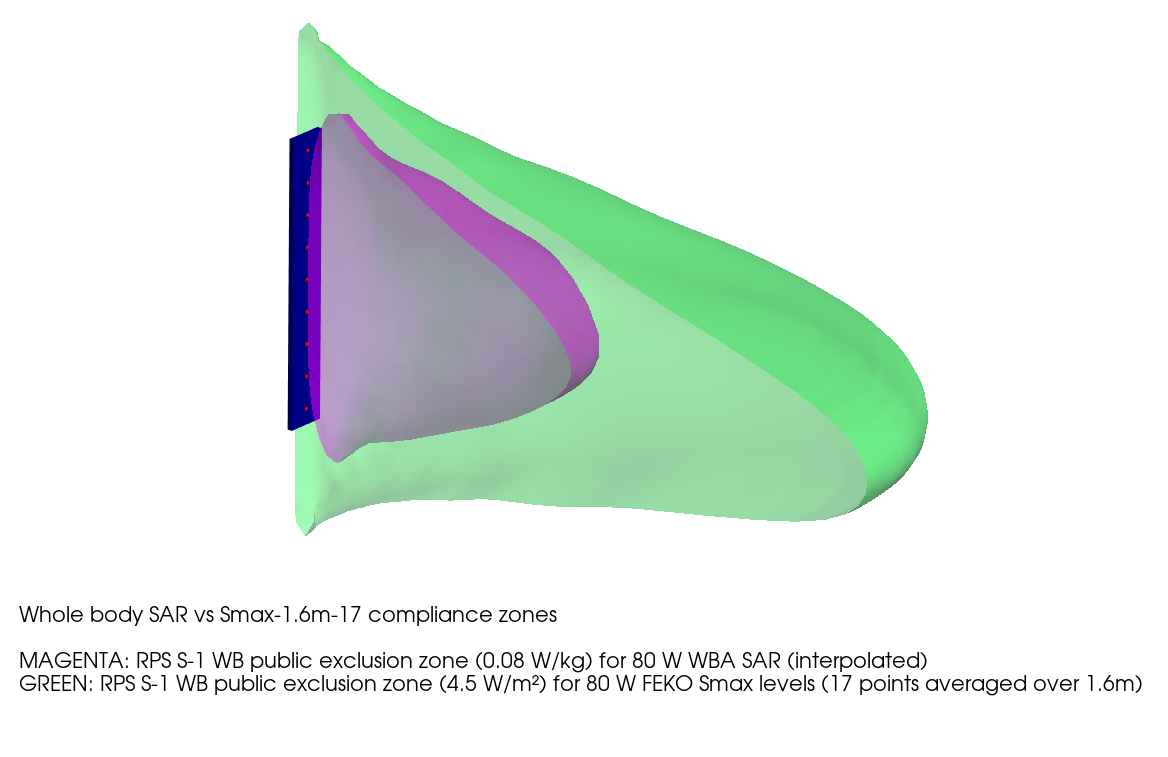 Whole body SAR vs Smax-1.6m-17 compliance zones
MAGENTA: RPS S-1 WB public exclusion zone (0.08 W/kg) for 80 W WBA SAR (interpolated)
GREEN: RPS S-1 WB public exclusion zone (4.5 W/m²) for 80 W FEKO Smax levels (17 points averaged over 1.6m)